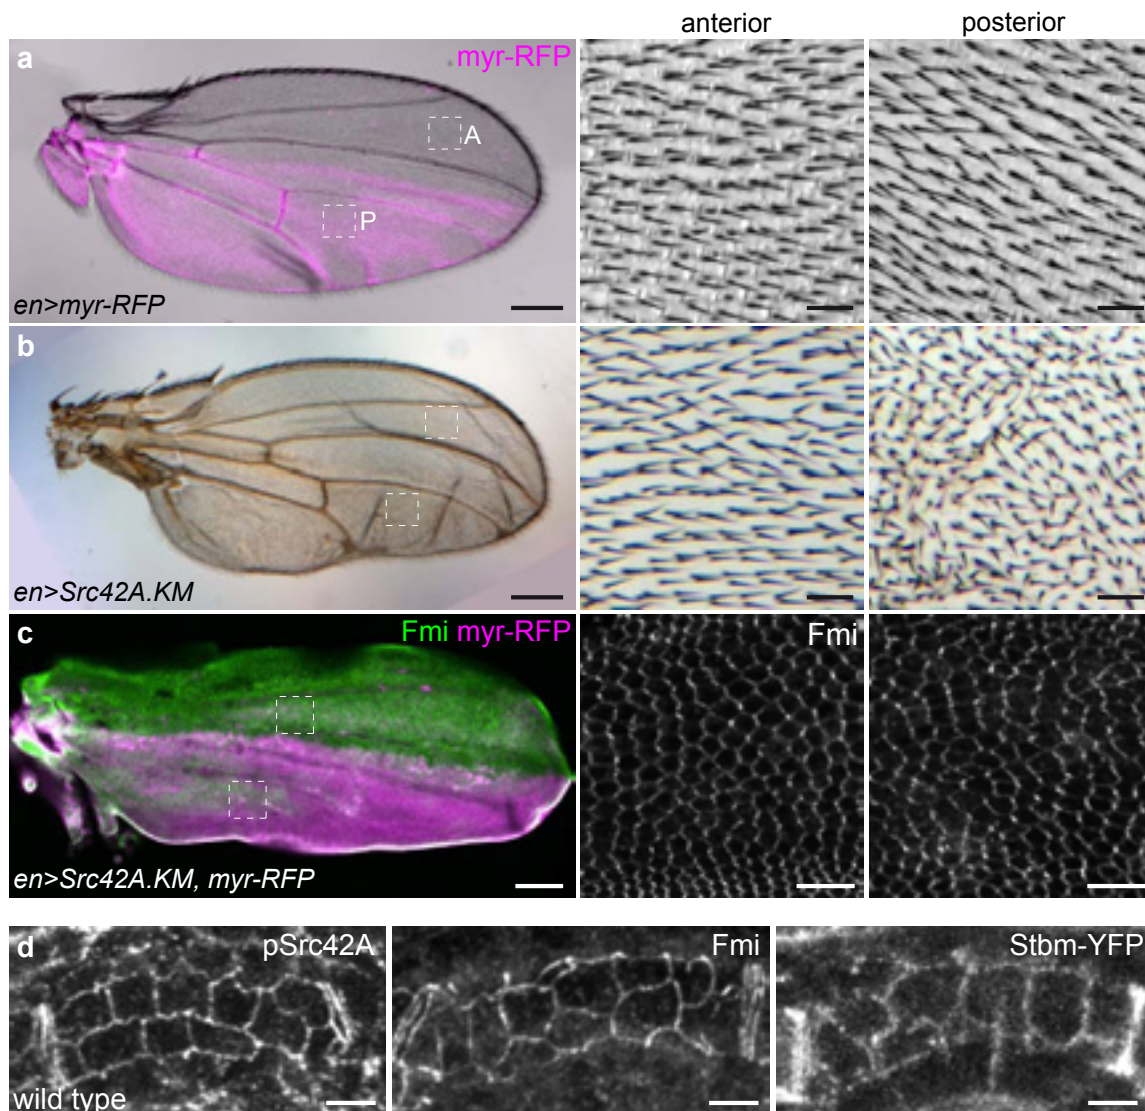 anterior
posterior
a
myr-RFP
A
P
en>myr-RFP
b
en>Src42A.KM
c
Fmi myr-RFP
Fmi
en>Src42A.KM, myr-RFP
d
pSrc42A
Fmi
Stbm-YFP
wild type